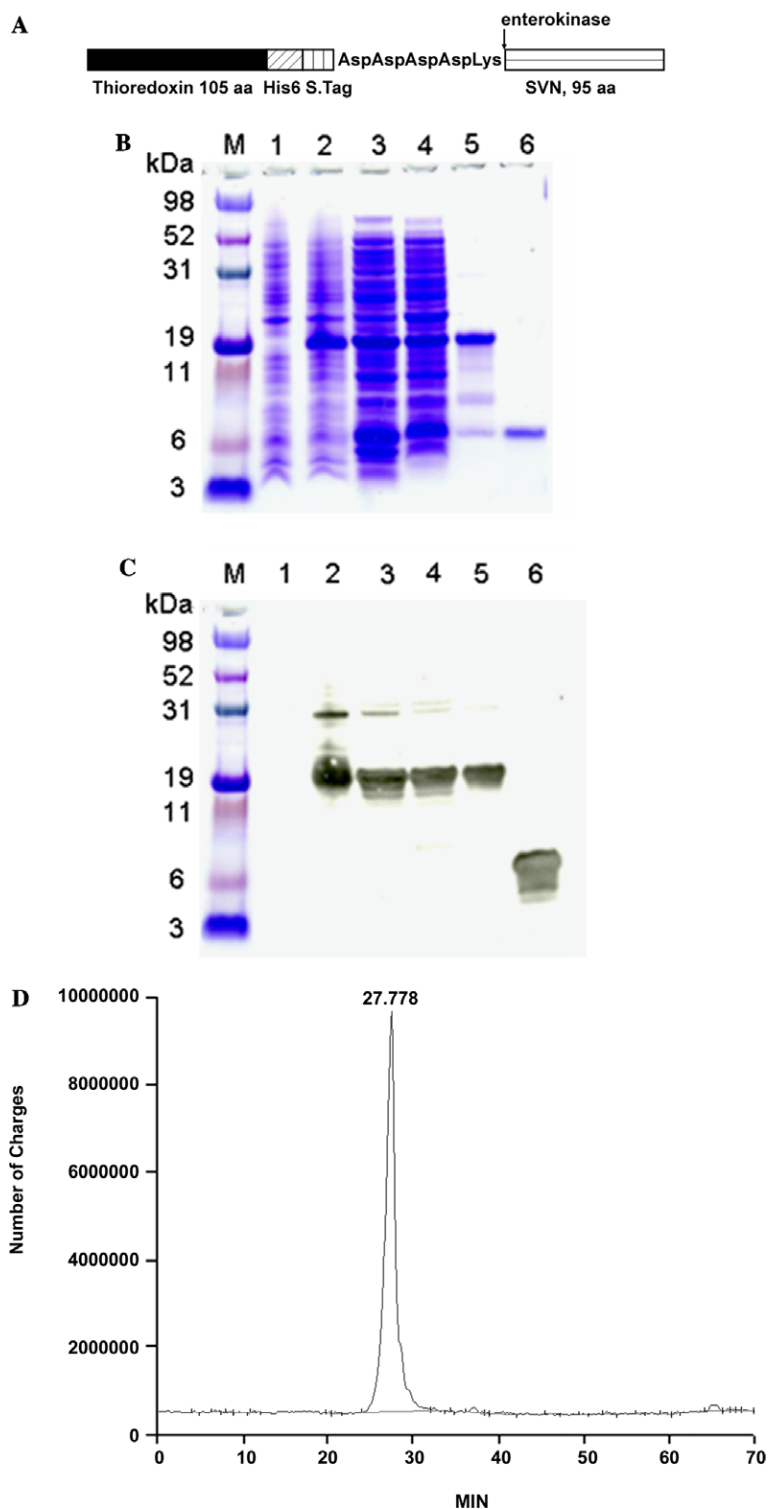 A
enterokinase
AspAspAspAspLys
Thioredoxin 105 aa His6 S.Tag
SVN, 95 aa
B
M 1 2 3 4 5 6
kDa
98
52
31
19
11
6
3
C
M 1 2 3 4 5 6
kDa
98
52
31
19
11
6
3
D
27.778
10000000
8000000
6000000
4000000
2000000
0
Number of Charges
0 10 20 30 40 50 60 70
MIN